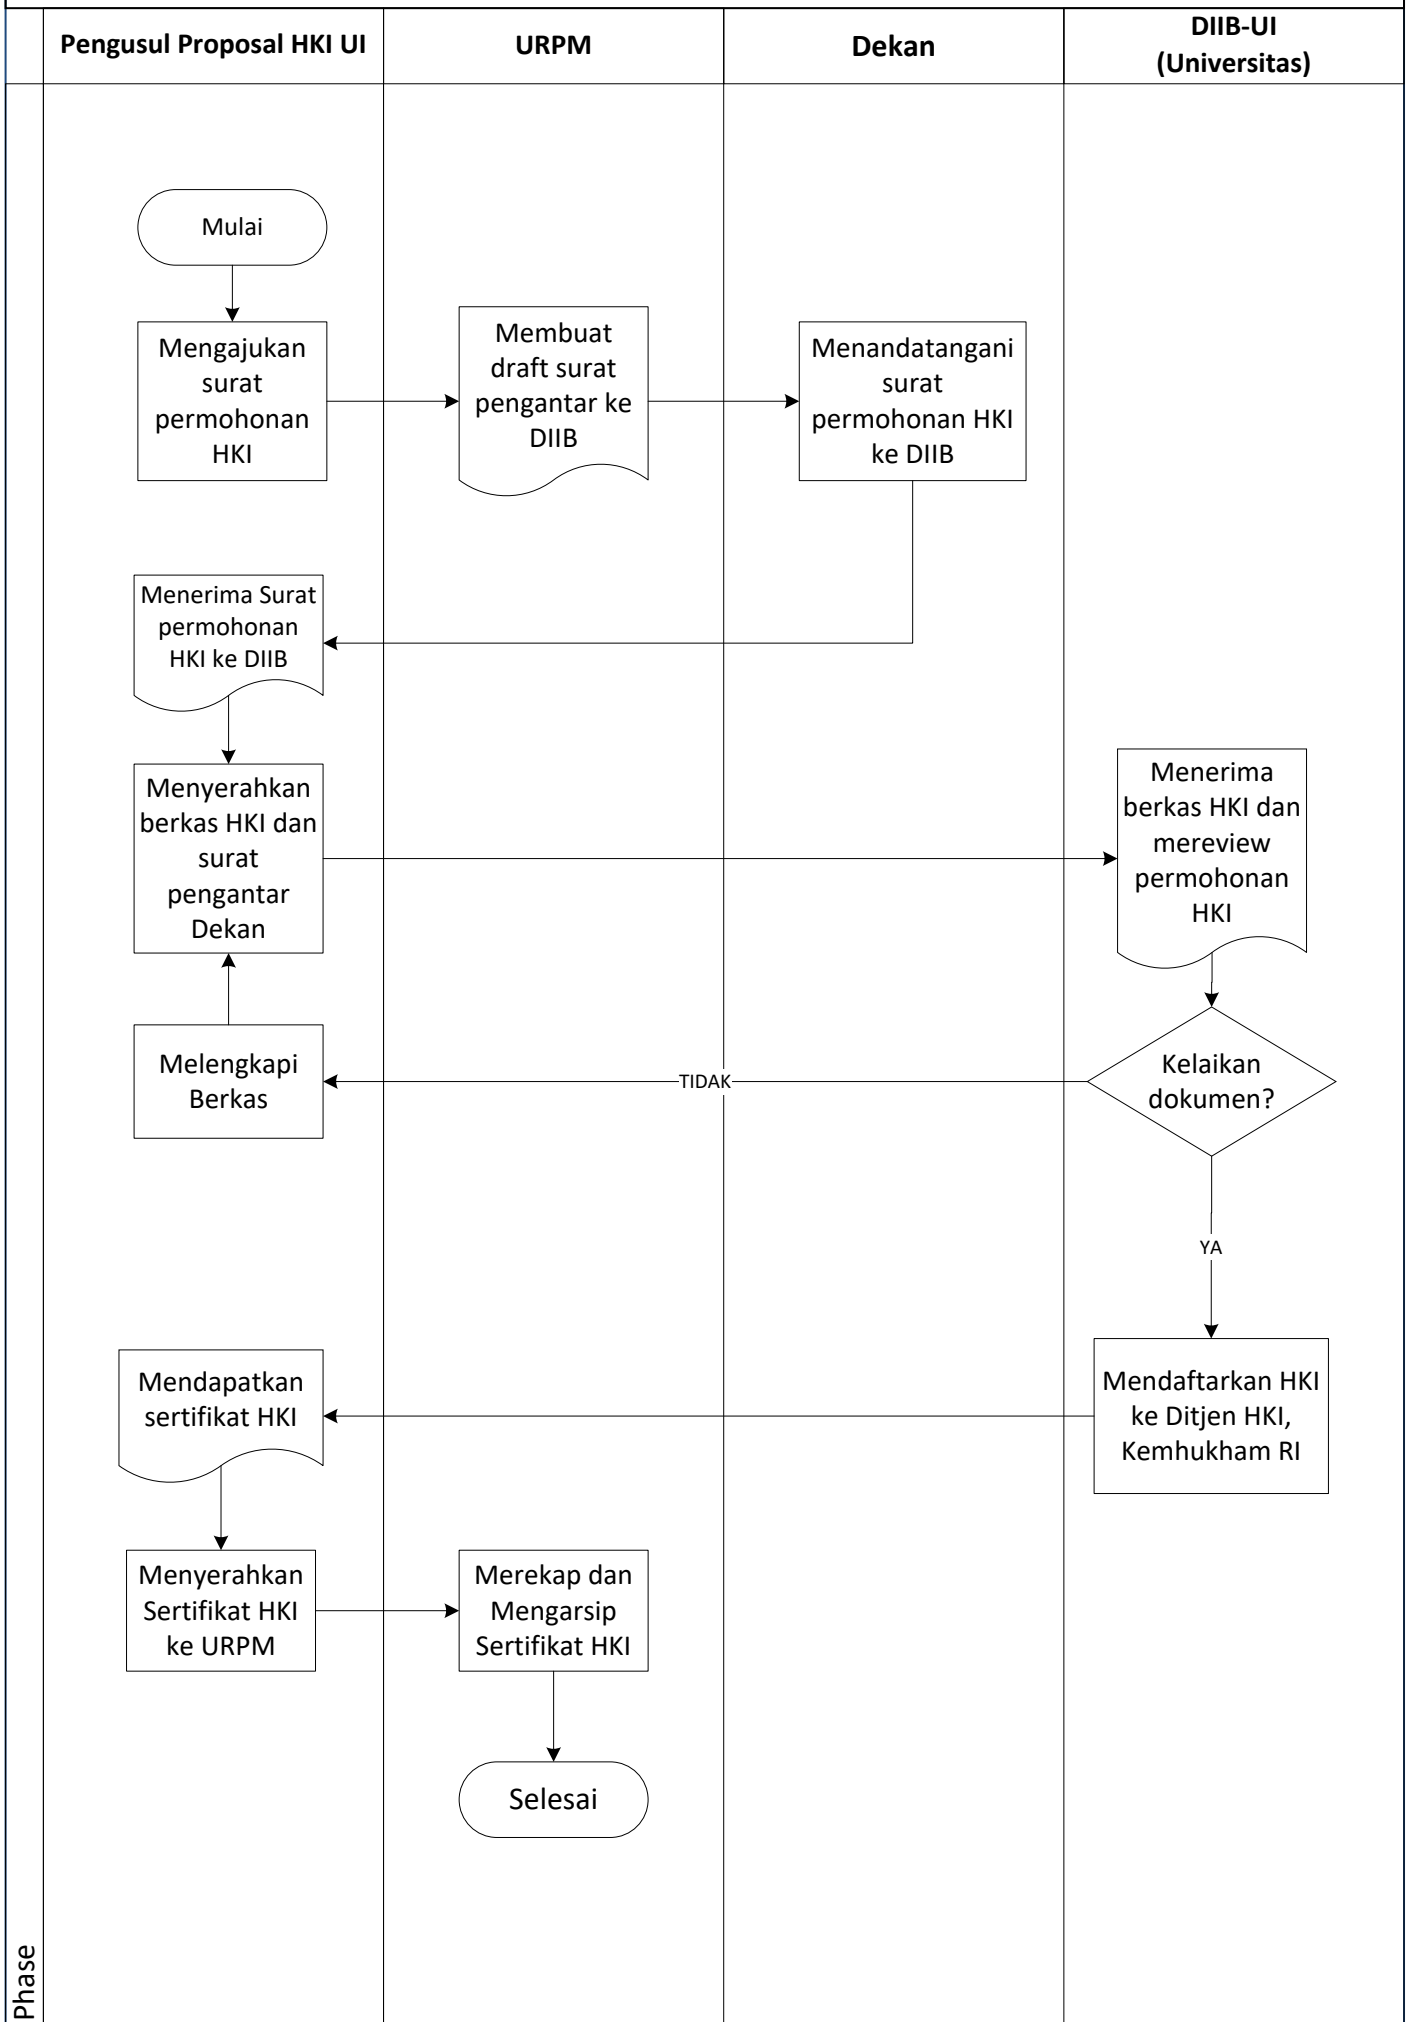 Pengusul Proposal HKI UI
URPM
Dekan
DIIB-UI
(Universitas)
Mulai
Mengajukan
surat
permohonan
HKI
Membuat
draft surat
pengantar ke
DIIB
Menandatangani
surat
permohonan HKI
ke DIIB
Menerima Surat
permohonan
HKI ke DIIB
Menyerahkan
berkas HKI dan
surat
pengantar
Dekan
Menerima
berkas HKI dan
mereview
permohonan
HKI
Melengkapi
Berkas
TIDAK
Kelaikan
dokumen?
YA
Mendaftarkan HKI
ke Ditjen HKI,
Kemhukham RI
Mendapatkan
sertifikat HKI
Menyerahkan
Sertifikat HKI
ke URPM
Merekap dan
Mengarsip
Sertifikat HKI
Selesai
Phase